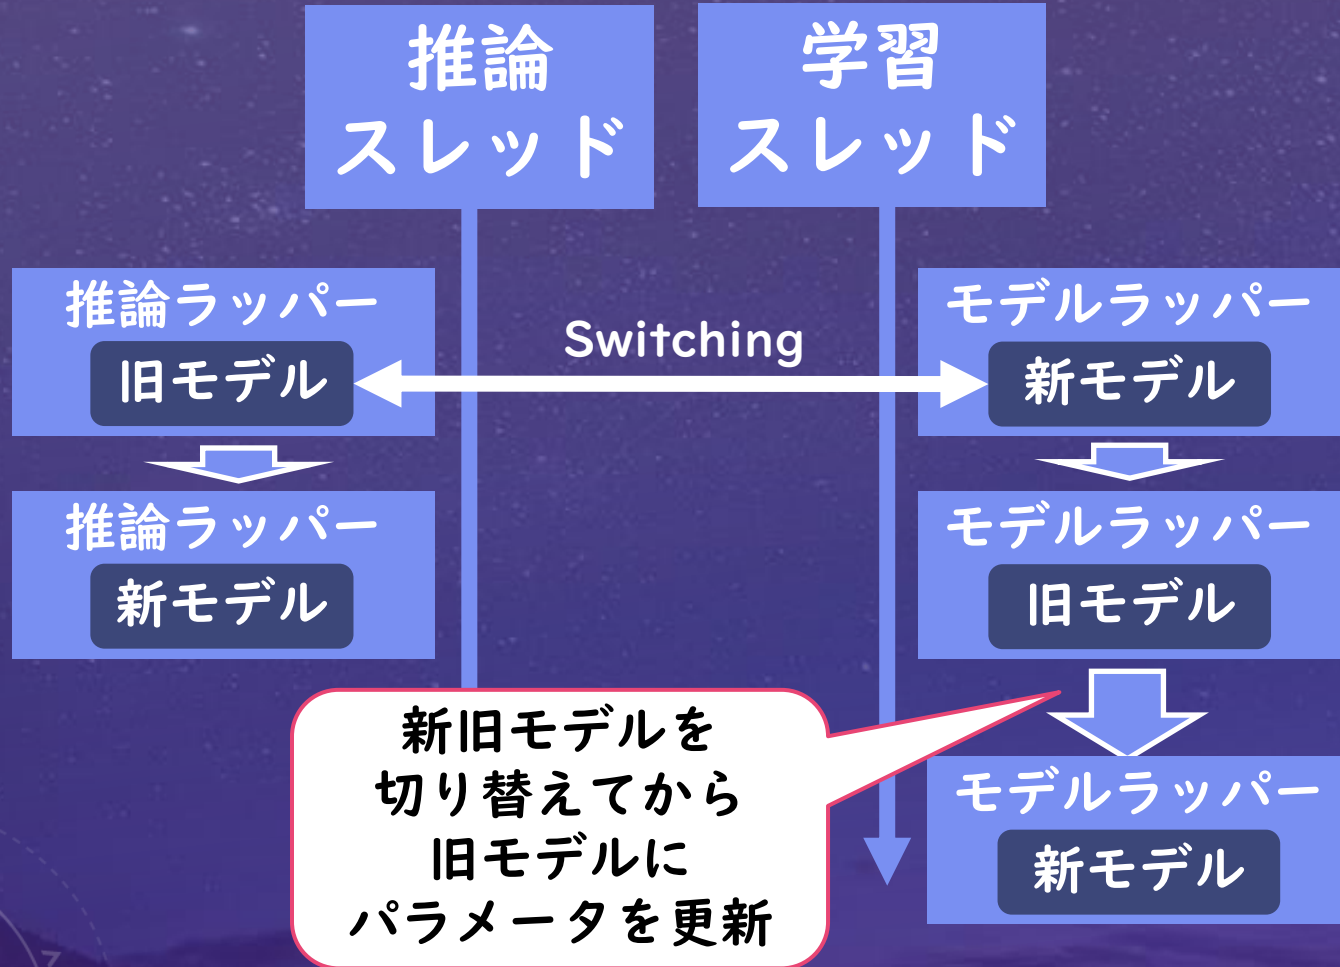 推論
スレッド
学習
スレッド
推論ラッパー
旧モデル
Switching
モデルラッパー
新モデル
推論ラッパー
新モデル
モデルラッパー
旧モデル
新旧モデルを
切り替えてから
旧モデルに
パラメータを更新
モデルラッパー
新モデル
7